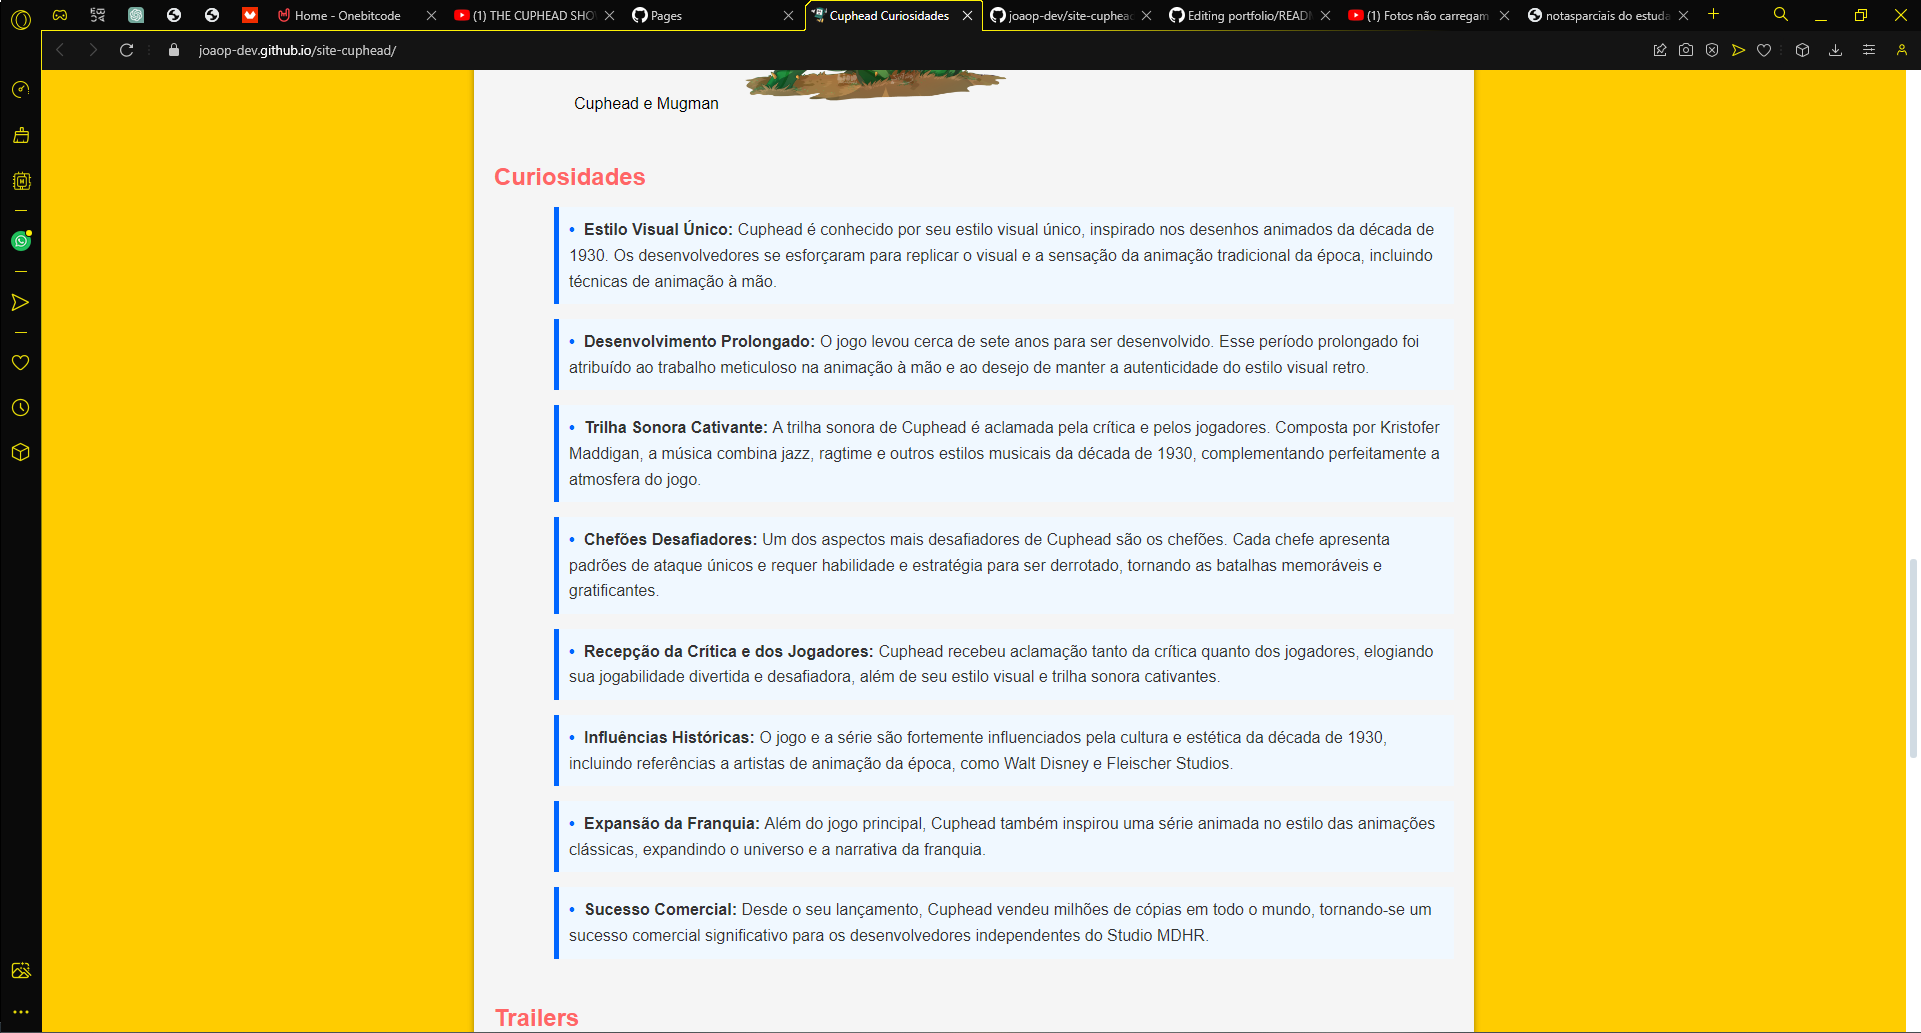 Home - Onebitcode
(1) THE CUPHEAD SHO
Pages
Cuphead Curiosidades
joaop-dev/site-cuphead
Editing portfolio/READ
(1) Fotos não carregam
notasparciais do estuda
joaop-dev.github.io/site-cuphead/
Cuphead e Mugman
Curiosidades
• Estilo Visual Único: Cuphead é conhecido por seu estilo visual único, inspirado nos desenhos animados da década de
1930. Os desenvolvedores se esforçaram para replicar o visual e a sensação da animação tradicional da época, incluindo
técnicas de animação à mão.
• Desenvolvimento Prolongado: O jogo levou cerca de sete anos para ser desenvolvido. Esse período prolongado foi
atribuído ao trabalho meticuloso na animação à mão e ao desejo de manter a autenticidade do estilo visual retro.
• Trilha Sonora Cativante: A trilha sonora de Cuphead é aclamada pela crítica e pelos jogadores. Composta por Kristofer
Maddigan, a música combina jazz, ragtime e outros estilos musicais da década de 1930, complementando perfeitamente a
atmosfera do jogo.
• Chefões Desafiadores: Um dos aspectos mais desafiadores de Cuphead são os chefões. Cada chefe apresenta
padrões de ataque únicos e requer habilidade e estratégia para ser derrotado, tornando as batalhas memoráveis e
gratificantes.
• Recepção da Crítica e dos Jogadores: Cuphead recebeu aclamação tanto da crítica quanto dos jogadores, elogiando
sua jogabilidade divertida e desafiadora, além de seu estilo visual e trilha sonora cativantes.
• Influências Históricas: O jogo e a série são fortemente influenciados pela cultura e estética da década de 1930,
incluindo referências a artistas de animação da época, como Walt Disney e Fleischer Studios.
• Expansão da Franquia: Além do jogo principal, Cuphead também inspirou uma série animada no estilo das animações
clássicas, expandindo o universo e a narrativa da franquia.
• Sucesso Comercial: Desde o seu lançamento, Cuphead vendeu milhões de cópias em todo o mundo, tornando-se um
sucesso comercial significativo para os desenvolvedores independentes do Studio MDHR.
Trailers